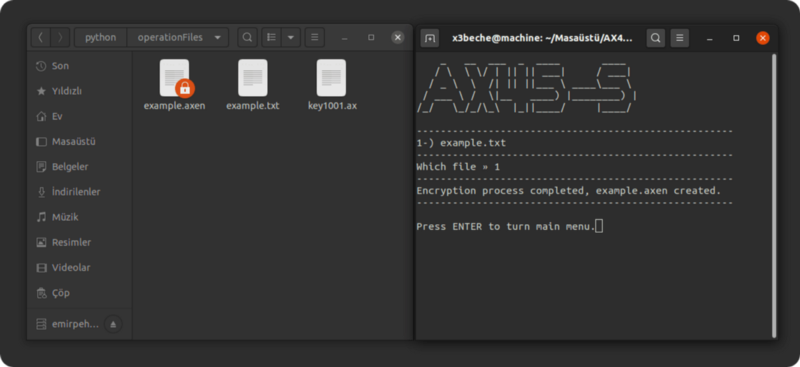 python
operationFiles
Son
Yıldızlı
Ev
Masaüstü
Belgeler
İndirilenler
Müzik
Resimler
Videolar
Çöp
emirpeh...
example.axen
example.txt
key1001.ax
x3beche@machine: ~/Masaüstü/AX4...
AX45-S
1-) example.txt
Which file » 1
Encryption process completed, example.axen created.
Press ENTER to turn main menu.